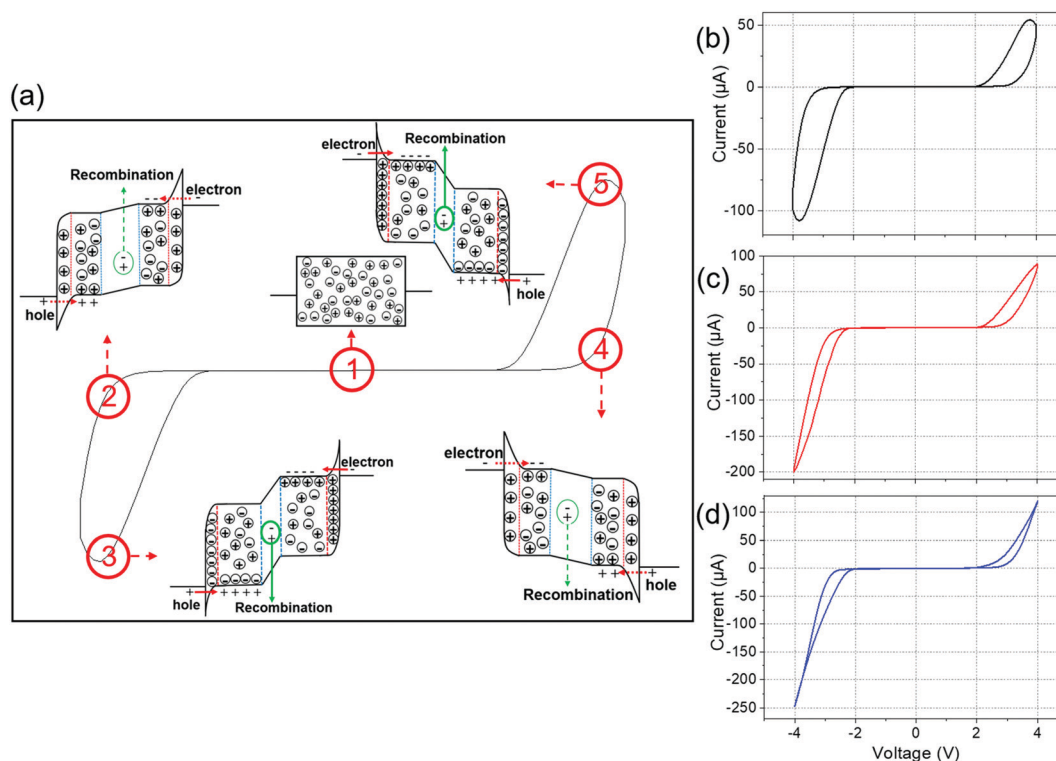 (a)
Recombination
- - electron
+ hole + +
Recombination
electron - - - - -
+ + + + + hole
1
2
3
4
5
- - - - - electron
+ hole + + + +
Recombination
electron - - -
+ + + hole
Recombination
(b)
50
0
-50
-100
Current (µA)
(c)
100
50
0
-50
-100
-150
-200
Current (µA)
(d)
100
50
0
-50
-100
-150
-200
-250
Current (µA)
-4 -2 0 2 4
Voltage (V)